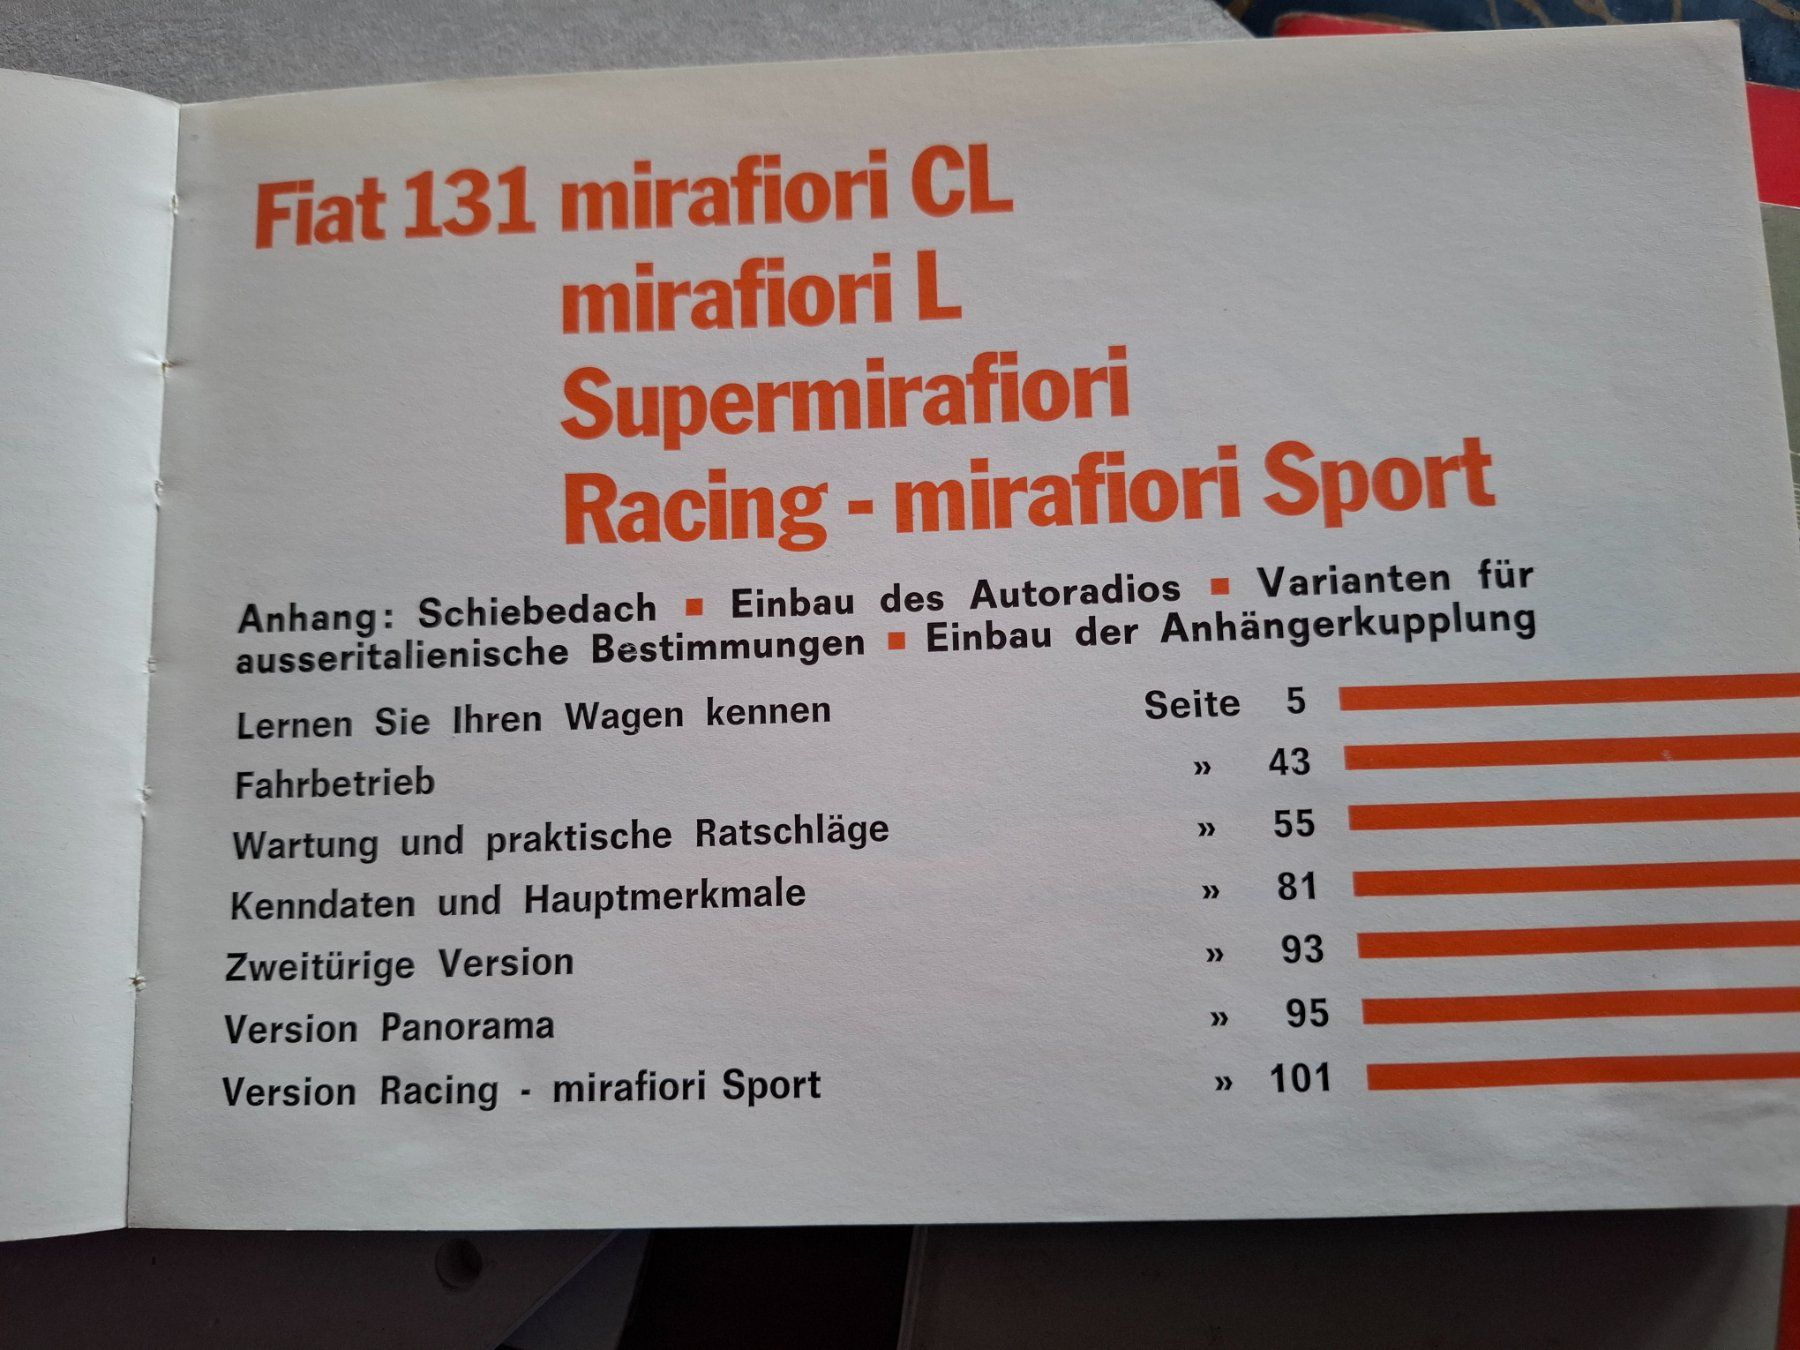 Fiat 131 mirafiori CL
mirafiori L
Supermirafiori
Racing - mirafiori Sport
Anhang: Schiebedach ■ Einbau des Autoradios ■ Varianten für
ausseritalienische Bestimmungen ■ Einbau der Anhängerkupplung
Lernen Sie Ihren Wagen kennen Seite 5
Fahrbetrieb » 43
Wartung und praktische Ratschläge » 55
Kenndaten und Hauptmerkmale » 81
Zweitürige Version » 93
Version Panorama » 95
Version Racing - mirafiori Sport » 101